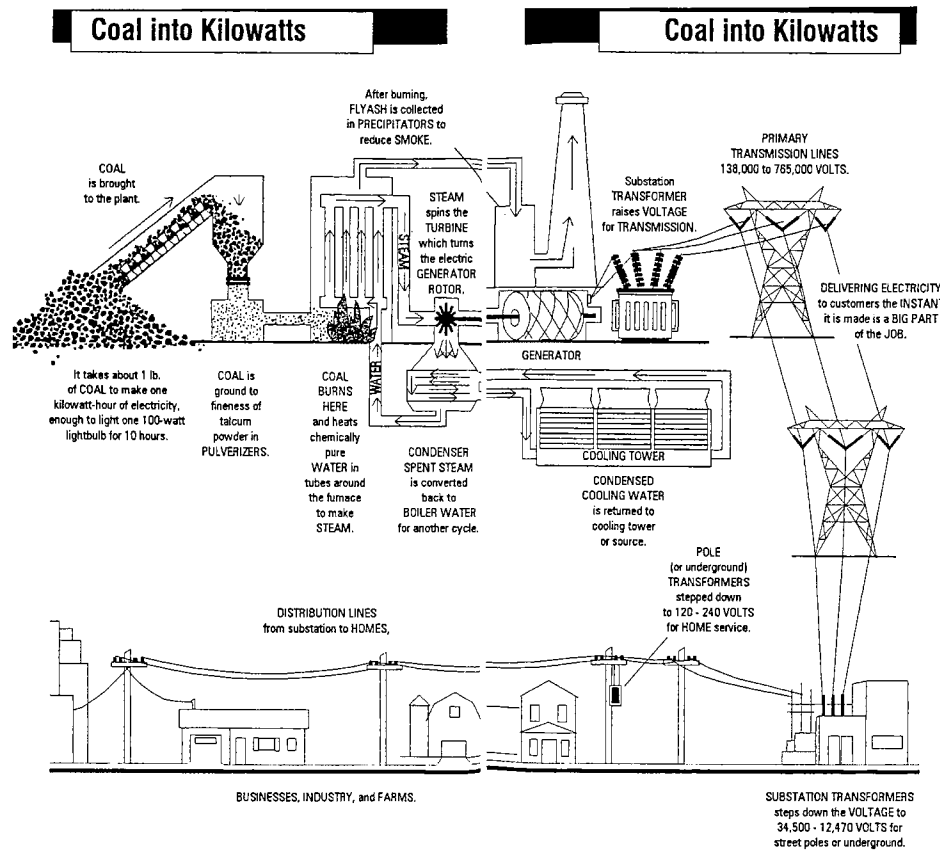 Coal into Kilowatts
Coal into Kilowatts
After burning,
FLYASH is collected
in PRECIPITATORS to
reduce SMOKE.
COAL
is brought
to the plant.
STEAM
STEAM
spins the
TURBINE
which turns
the electric
GENERATOR
ROTOR.
Substation
TRANSFORMER
raises VOLTAGE
for TRANSMISSION.
PRIMARY
TRANSMISSION LINES
138,000 to 765,000 VOLTS.
DELIVERING ELECTRICITY
to customers the INSTANT
it is made is a BIG PART
of the JOB.
GENERATOR
WATER
It takes about 1 lb.
of COAL to make one
kilowatt-hour of electricity,
enough to light one 100-watt
lightbulb for 10 hours.
COAL is
ground to
fineness of
talcum
powder in
PULVERIZERS.
COAL
BURNS
HERE
and heats
chemically
pure
WATER in
tubes around
the furnace
to make
STEAM.
CONDENSER
SPENT STEAM
is converted
back to
BOILER WATER
for another cycle.
COOLING TOWER
CONDENSED
COOLING WATER
is returned to
cooling tower
or source.
POLE
(or underground)
TRANSFORMERS
stepped down
to 120 - 240 VOLTS
for HOME service.
DISTRIBUTION LINES
from substation to HOMES,
BUSINESSES, INDUSTRY, and FARMS.
SUBSTATION TRANSFORMERS
steps down the VOLTAGE to
34,500 - 12,470 VOLTS for
street poles or underground.